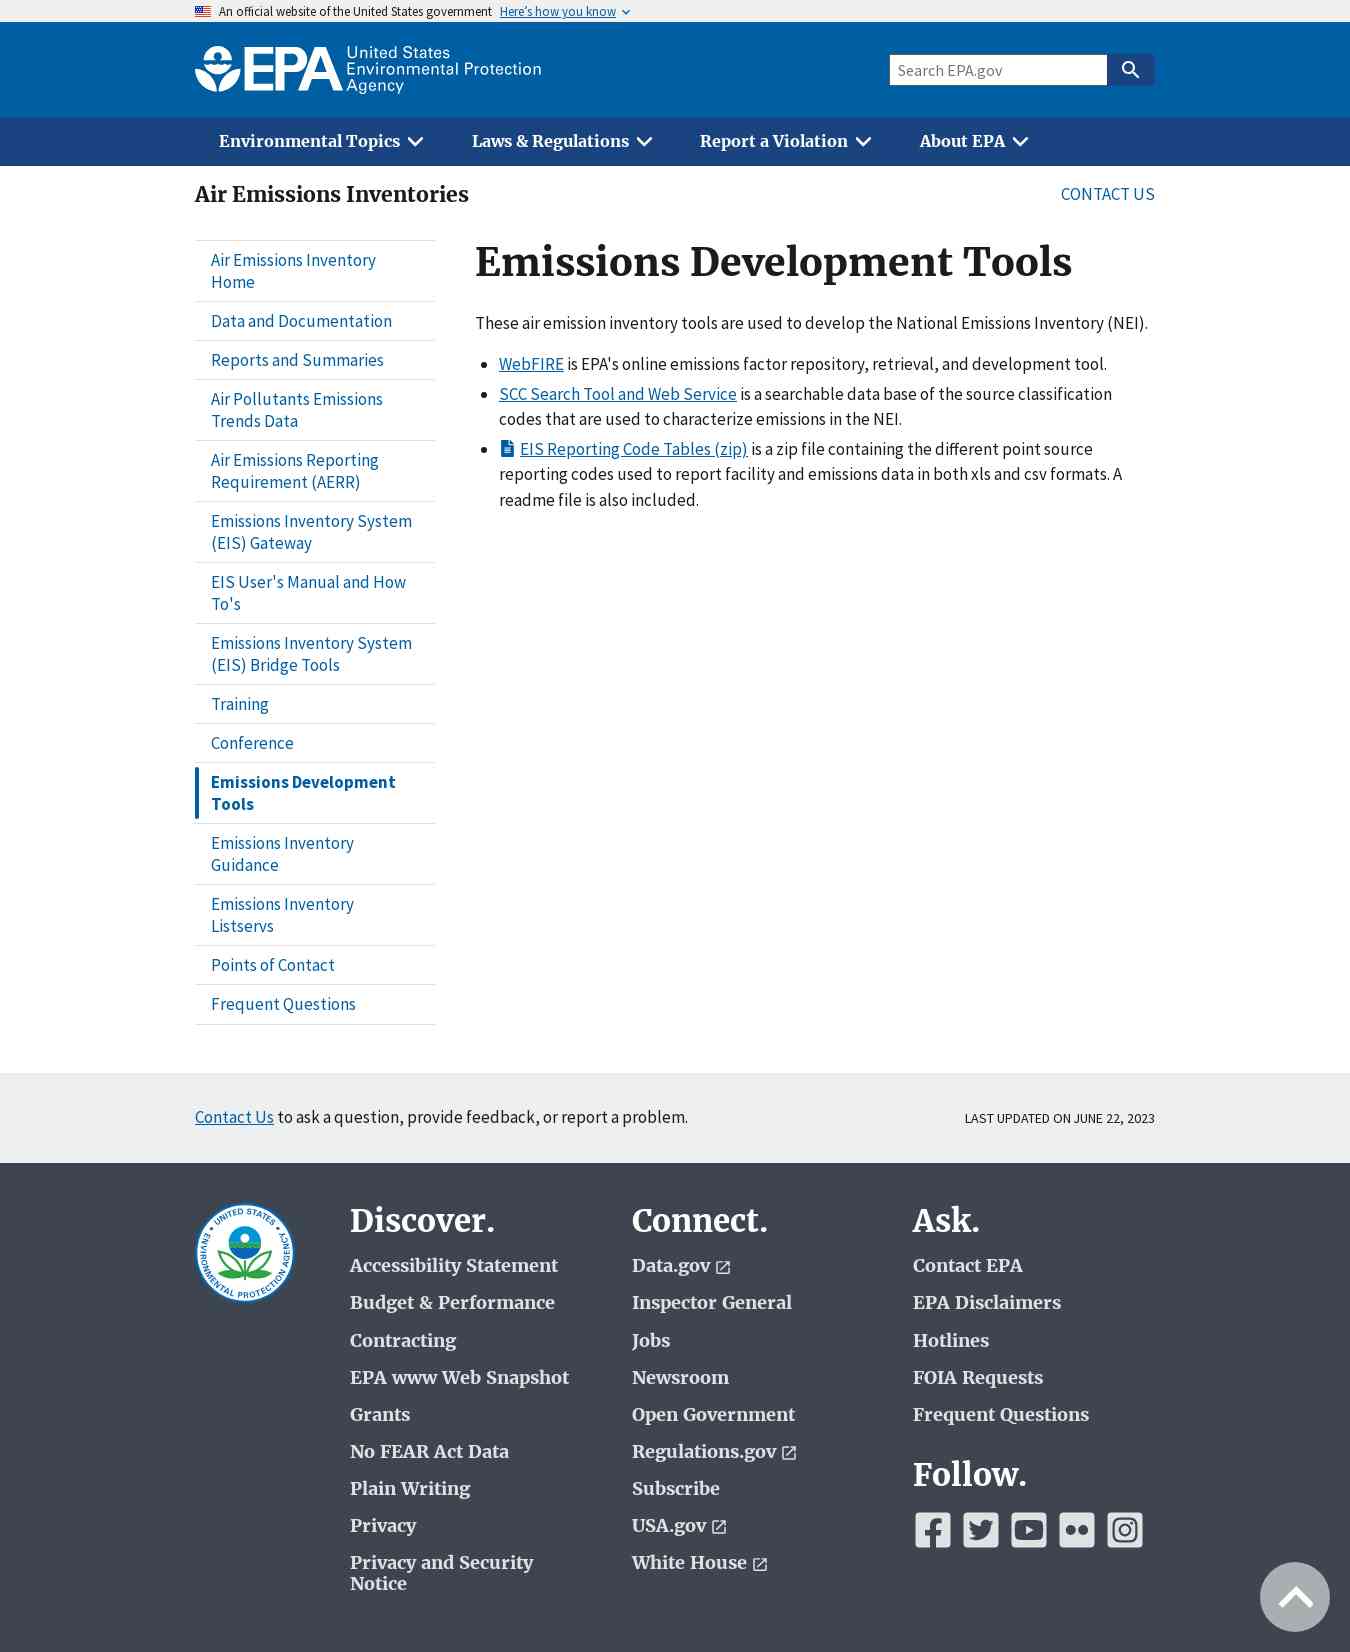 An official website of the United States government Here’s how you know
EPA United States
Environmental Protection
Agency
Search EPA.gov
Environmental Topics
Laws & Regulations
Report a Violation
About EPA
Air Emissions Inventories
CONTACT US
Air Emissions Inventory
Home
Data and Documentation
Reports and Summaries
Air Pollutants Emissions
Trends Data
Air Emissions Reporting
Requirement (AERR)
Emissions Inventory System
(EIS) Gateway
EIS User's Manual and How
To's
Emissions Inventory System
(EIS) Bridge Tools
Training
Conference
Emissions Development
Tools
Emissions Inventory
Guidance
Emissions Inventory
Listservs
Points of Contact
Frequent Questions
Emissions Development Tools
These air emission inventory tools are used to develop the National Emissions Inventory (NEI).
WebFIRE is EPA's online emissions factor repository, retrieval, and development tool.
SCC Search Tool and Web Service is a searchable data base of the source classification
codes that are used to characterize emissions in the NEI.
EIS Reporting Code Tables (zip) is a zip file containing the different point source
reporting codes used to report facility and emissions data in both xls and csv formats. A
readme file is also included.
Contact Us to ask a question, provide feedback, or report a problem.
LAST UPDATED ON JUNE 22, 2023
UNITED STATES
ENVIRONMENTAL PROTECTION AGENCY
Discover.
Accessibility Statement
Budget & Performance
Contracting
EPA www Web Snapshot
Grants
No FEAR Act Data
Plain Writing
Privacy
Privacy and Security
Notice
Connect.
Data.gov
Inspector General
Jobs
Newsroom
Open Government
Regulations.gov
Subscribe
USA.gov
White House
Ask.
Contact EPA
EPA Disclaimers
Hotlines
FOIA Requests
Frequent Questions
Follow.